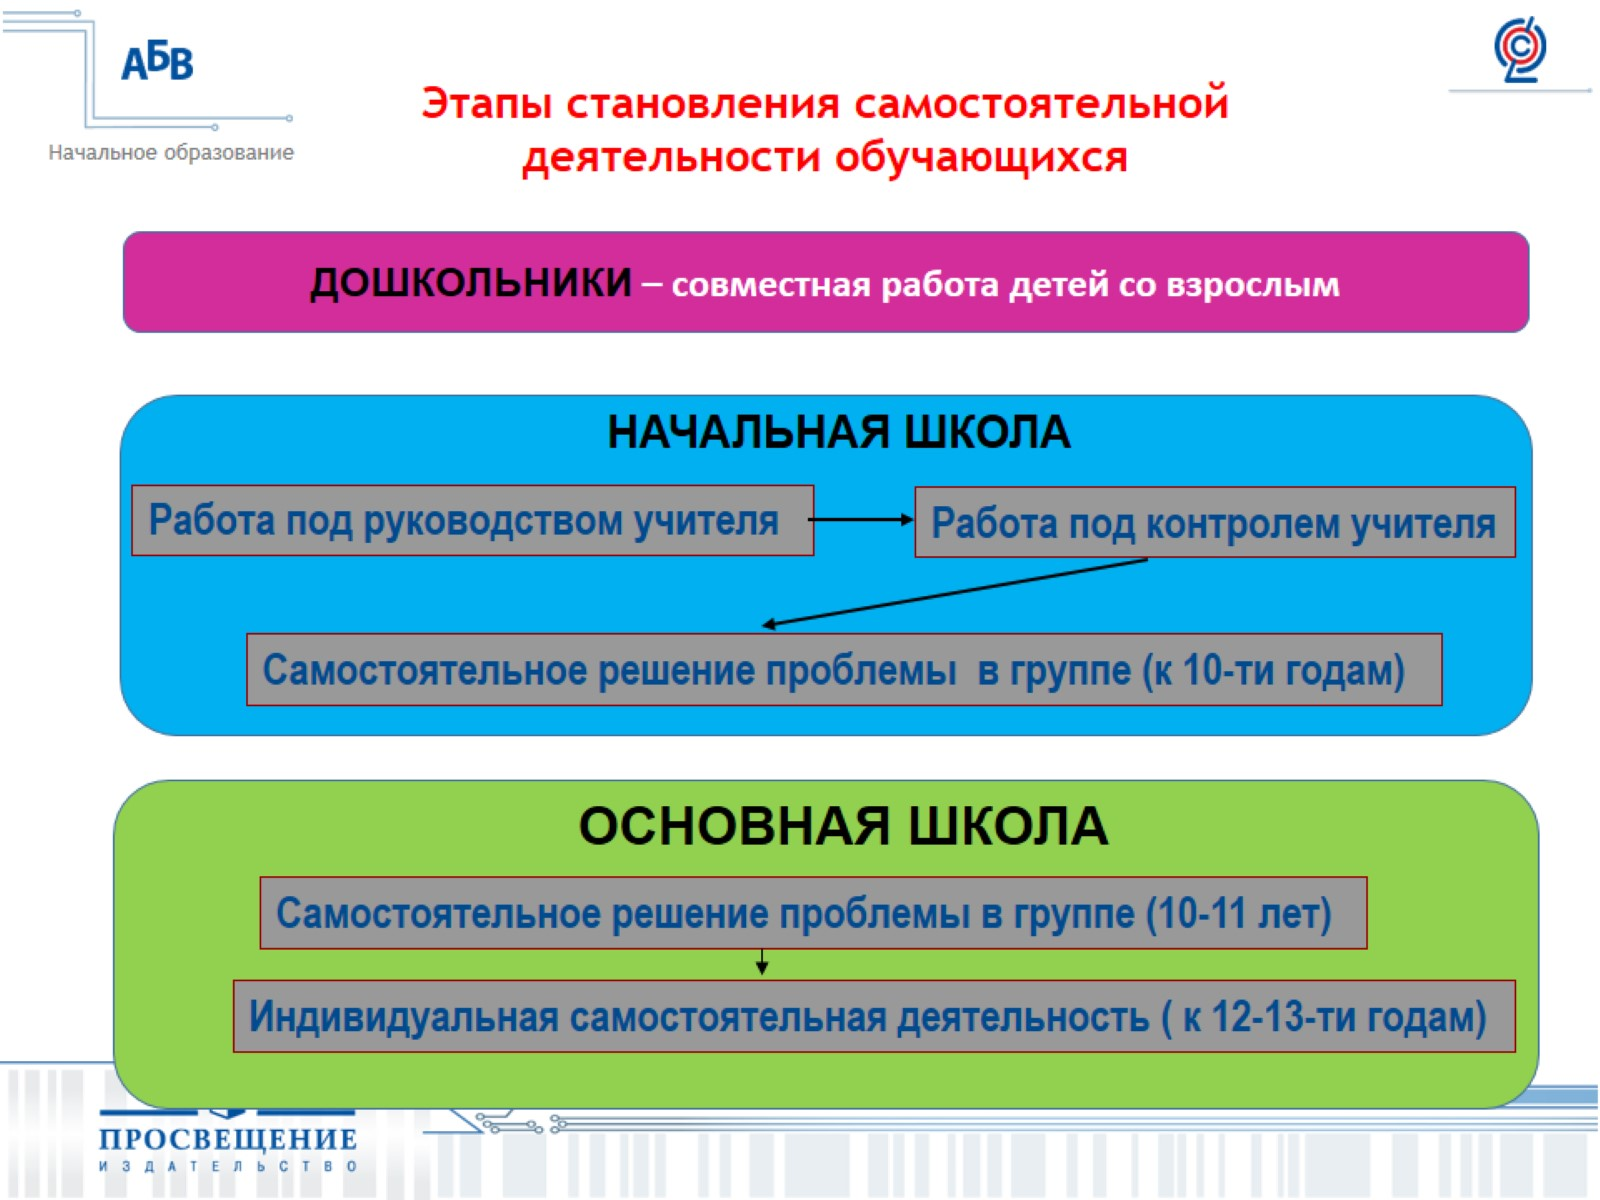 АБВ
Начальное образование
Этапы становления самостоятельной
деятельности обучающихся
ДОШКОЛЬНИКИ – совместная работа детей со взрослым
НАЧАЛЬНАЯ ШКОЛА
Работа под руководством учителя
Работа под контролем учителя
Самостоятельное решение проблемы в группе (к 10-ти годам)
ОСНОВНАЯ ШКОЛА
Самостоятельное решение проблемы в группе (10-11 лет)
Индивидуальная самостоятельная деятельность ( к 12-13-ти годам)
ПРОСВЕЩЕНИЕ
ИЗДАТЕЛЬСТВО